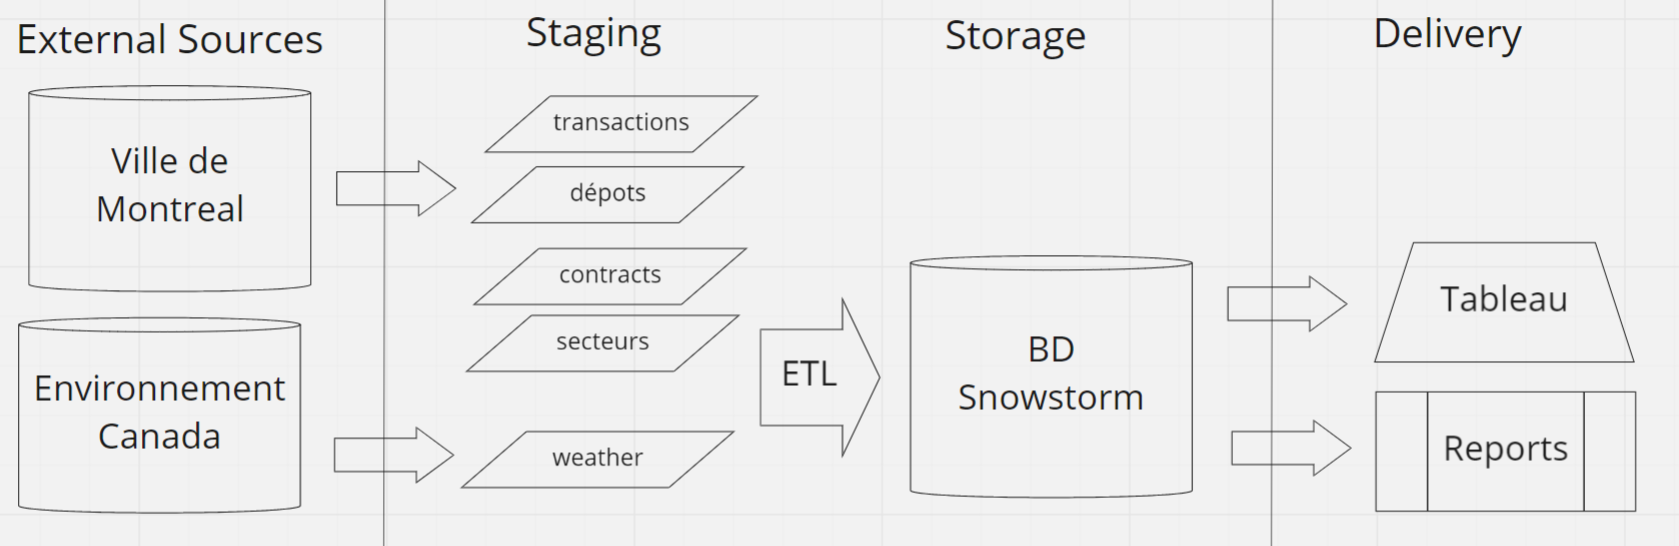 External Sources
Staging
Storage
Delivery
Ville de
Montreal
Environnement
Canada
transactions
dépots
contracts
secteurs
weather
ETL
BD
Snowstorm
Tableau
Reports